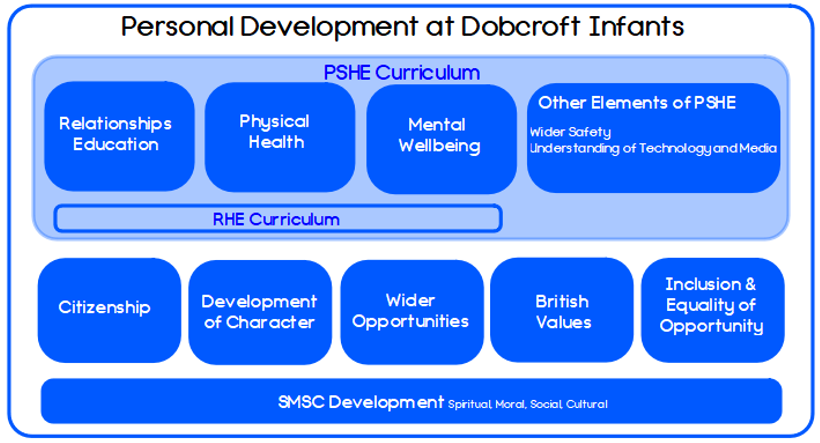 Personal Development at Dobcroft Infants
PSHE Curriculum
Relationships
Education
Physical
Health
Mental
Wellbeing
Other Elements of PSHE
Wider Safety
Understanding of Technology and Media
RHE Curriculum
Citizenship
Development
of Character
Wider
Opportunities
British
Values
Inclusion &
Equality of
Opportunity
SMSC Development Spiritual, Moral, Social, Cultural